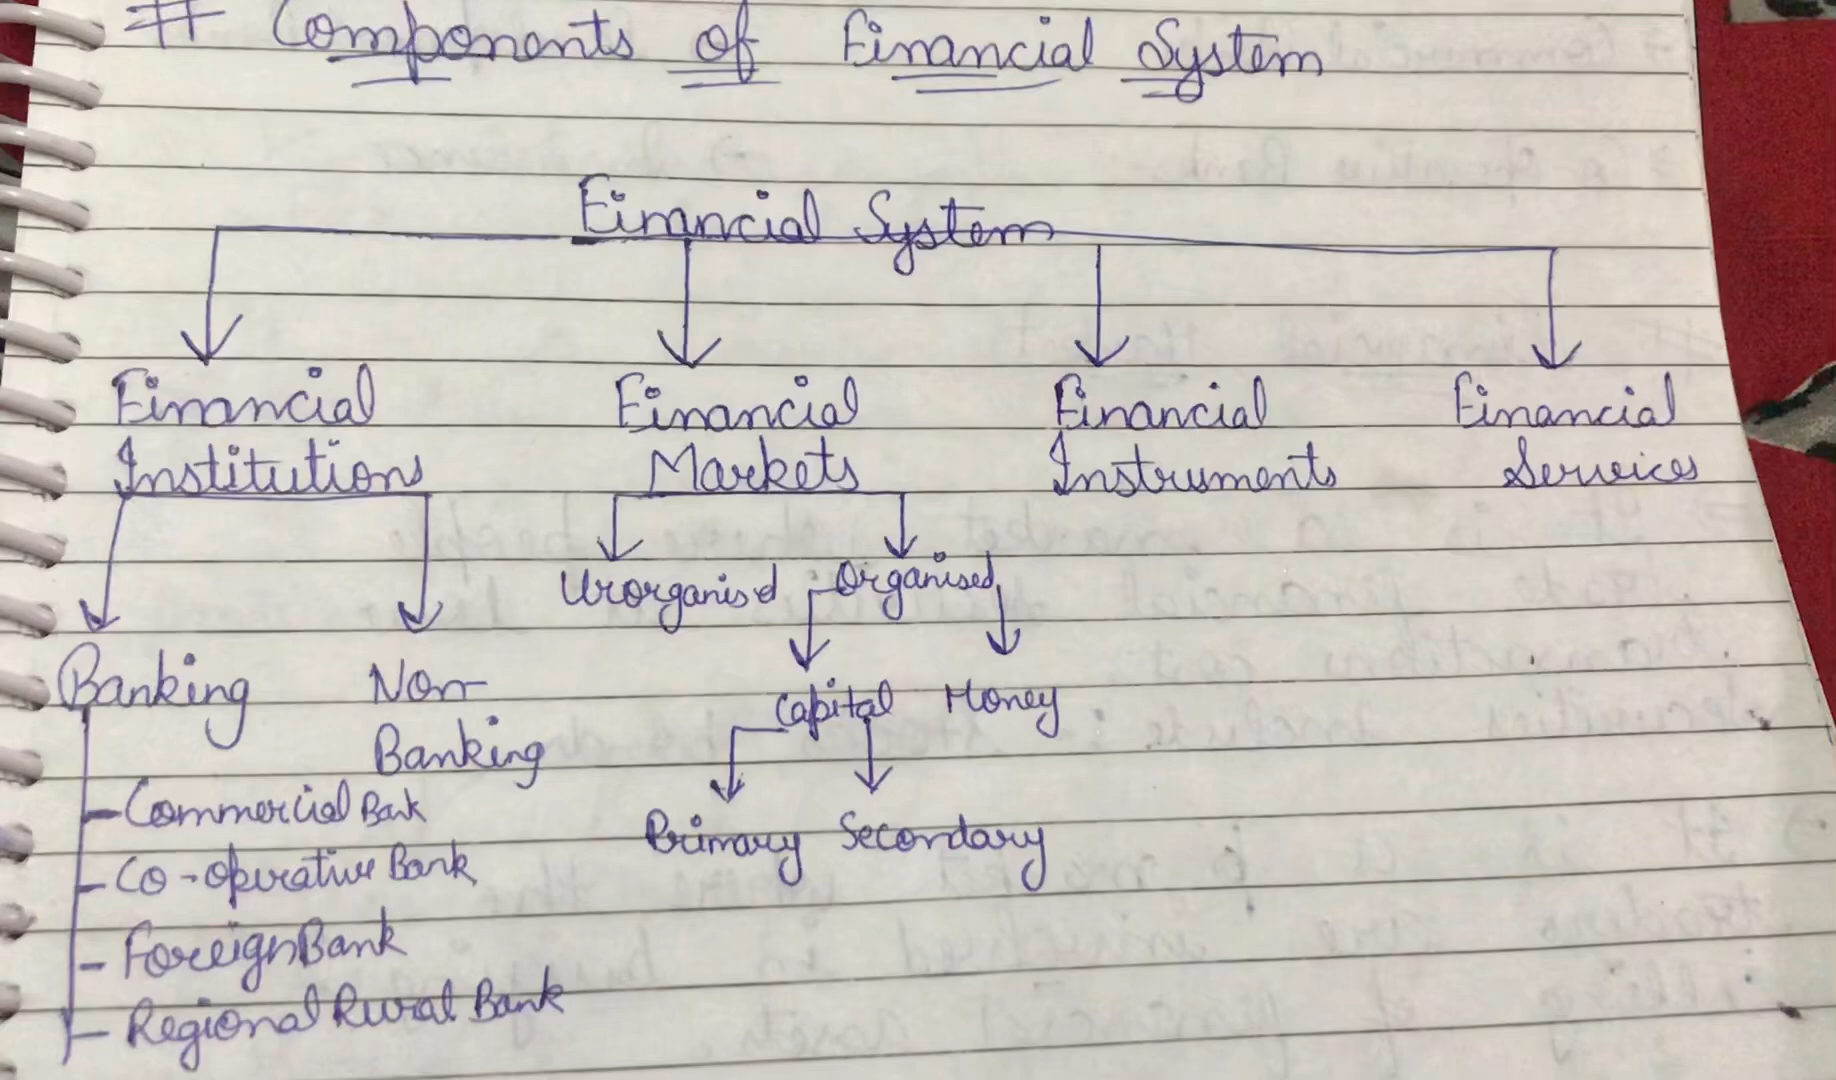 # Components of Financial System
Financial System
Financial Institutions
Financial Markets
Financial Instruments
Financial Services
Unorganised Organised
Banking
Non-Banking
Capital Money
Commercial Bank
Primary Secondary
Co-operative Bank
Foreign Bank
Regional Rural Bank